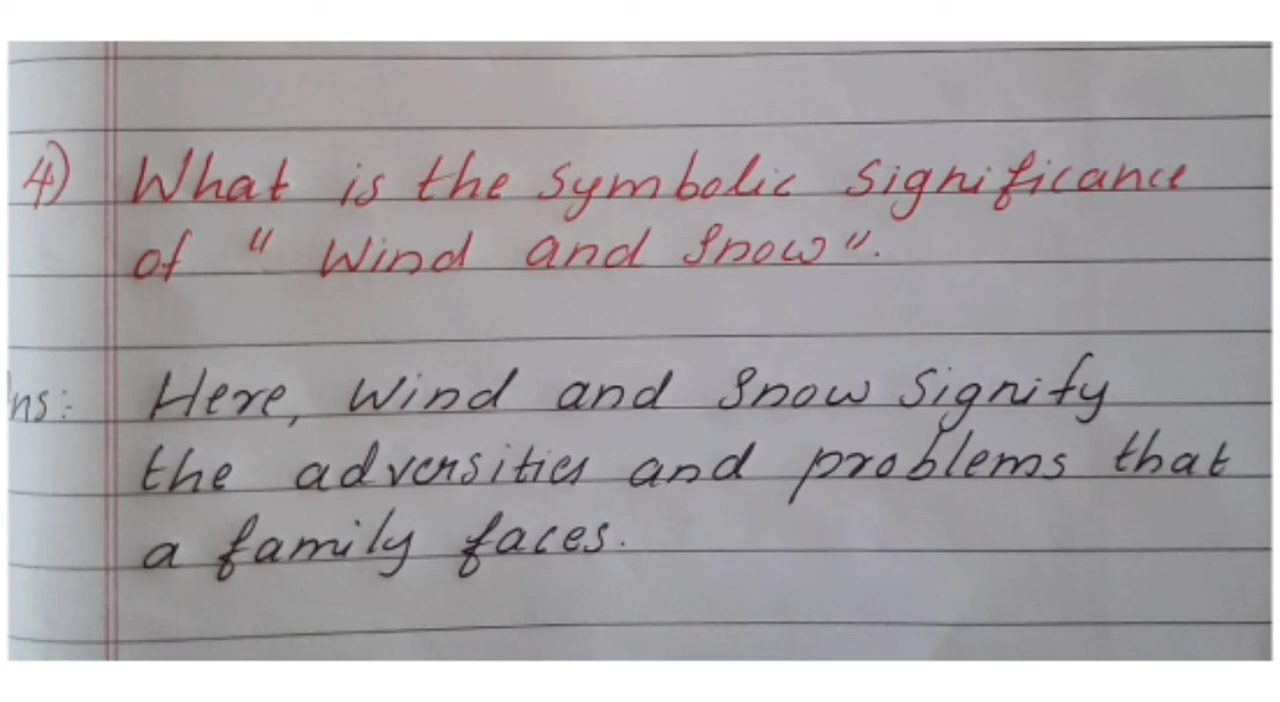 4) What is the symbolic significance
of " Wind and Snow".
Ans: Here, Wind and Snow Signify
the adversities and problems that
a family faces.